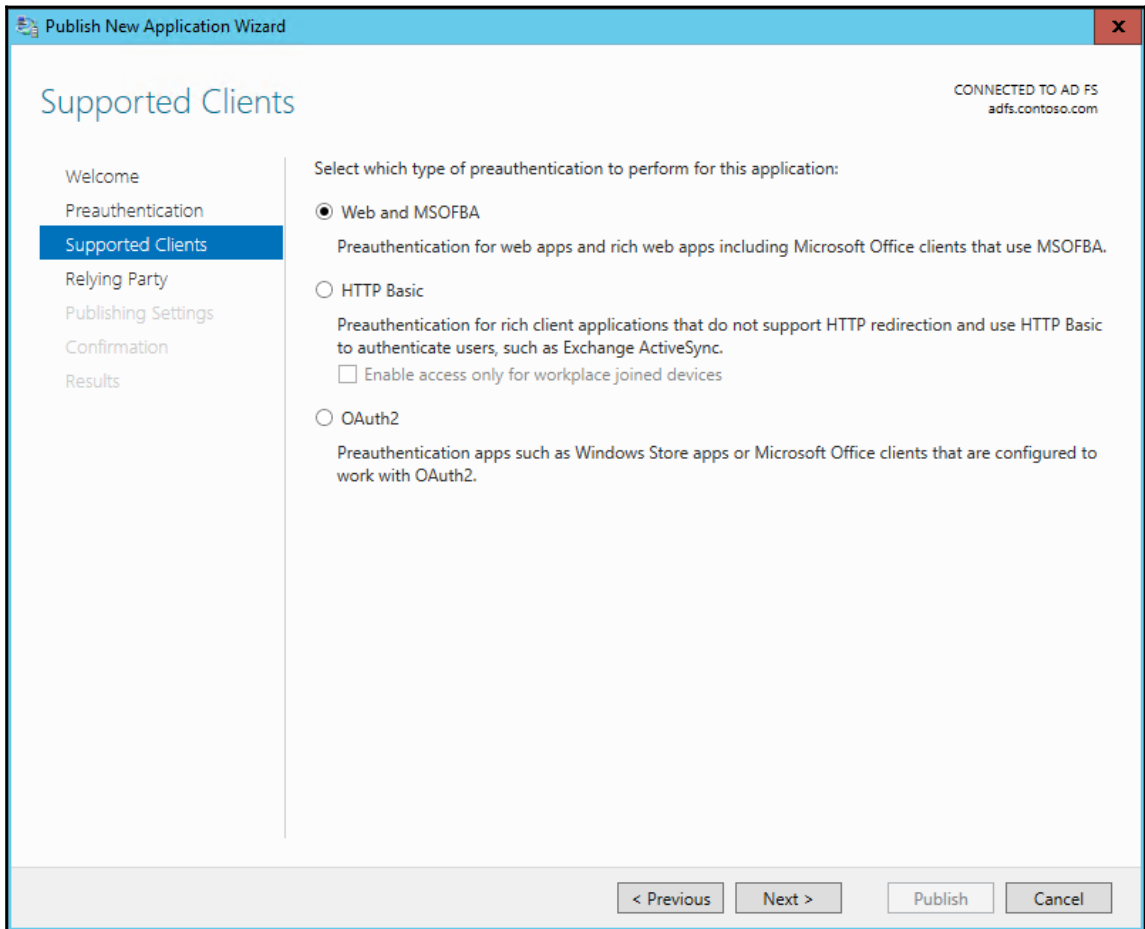 Publish New Application Wizard
x
Supported Clients
CONNECTED TO AD FS
adfs.contoso.com
Welcome
Preauthentication
Supported Clients
Relying Party
Publishing Settings
Confirmation
Results
Select which type of preauthentication to perform for this application:
Web and MSOFBA
Preauthentication for web apps and rich web apps including Microsoft Office clients that use MSOFBA.
HTTP Basic
Preauthentication for rich client applications that do not support HTTP redirection and use HTTP Basic
to authenticate users, such as Exchange ActiveSync.
Enable access only for workplace joined devices
OAuth2
Preauthentication apps such as Windows Store apps or Microsoft Office clients that are configured to
work with OAuth2.
< Previous
Next >
Publish
Cancel